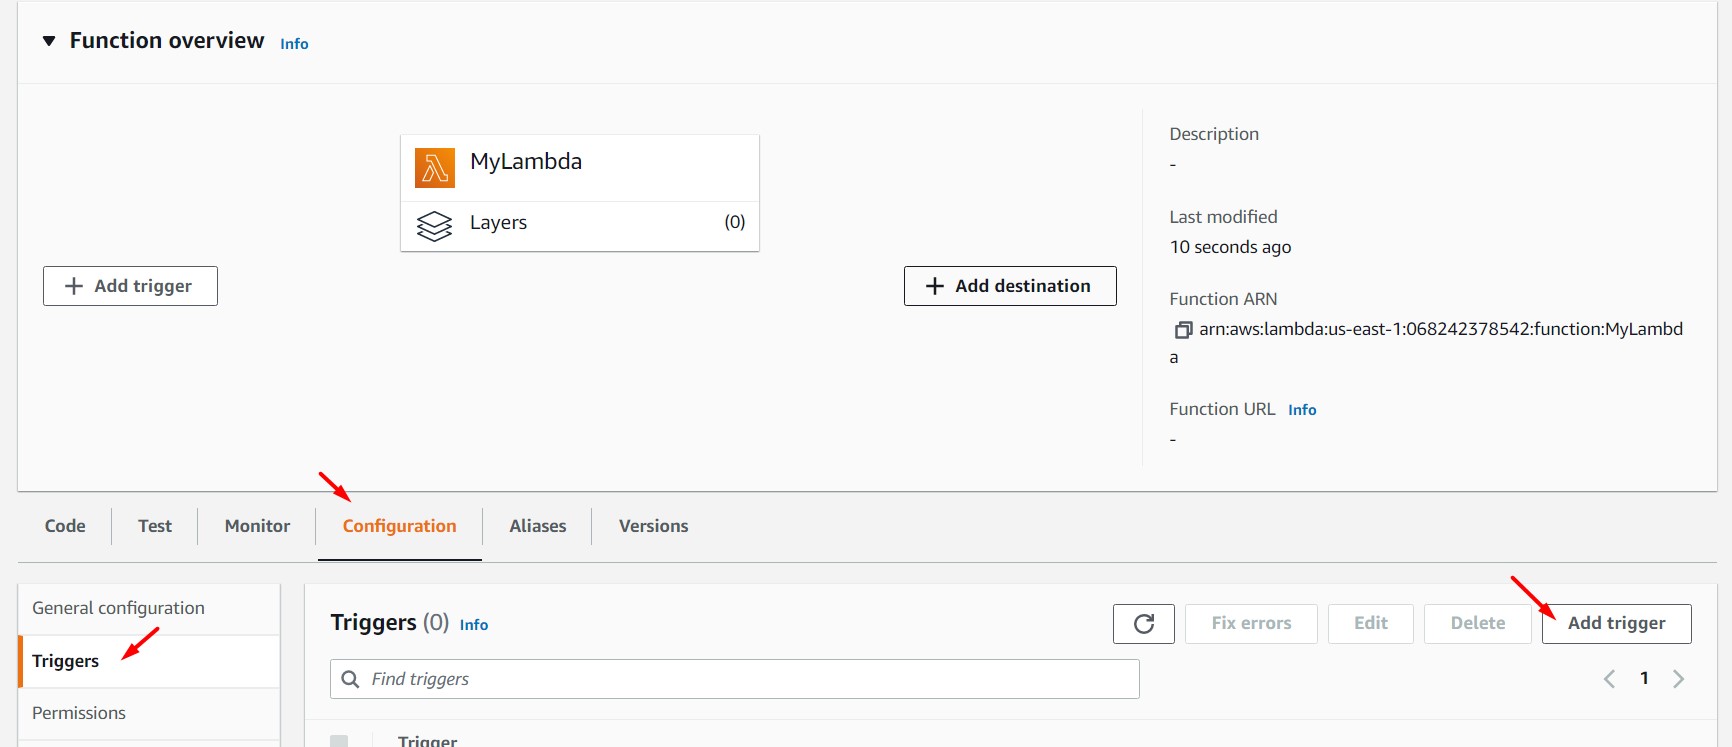 Function overview Info
MyLambda
Layers (0)
Add trigger
Add destination
Description
-
Last modified
10 seconds ago
Function ARN
arn:aws:lambda:us-east-1:068242378542:function:MyLambd
a
Function URL Info
-
Code Test Monitor Configuration Aliases Versions
General configuration
Triggers
Permissions
Triggers (0) Info
Fix errors Edit Delete Add trigger
Find triggers
1
Trigger